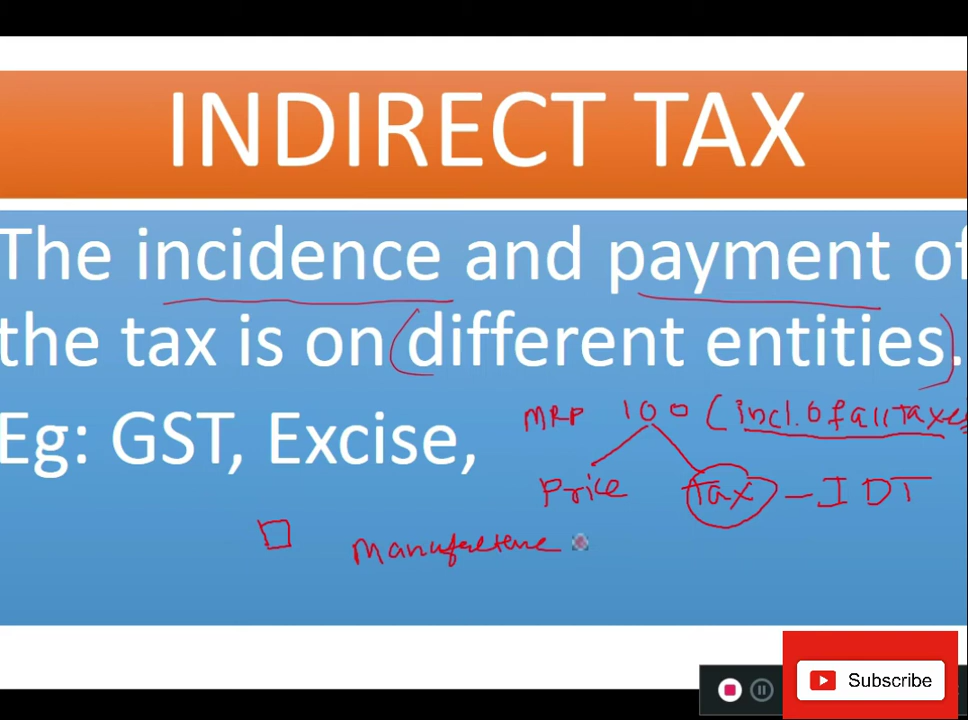 INDIRECT TAX
The incidence and payment of
the tax is on different entities.
Eg: GST, Excise,
MRP 100 (incl. of all taxes
Price Tax - IDT
Subscribe